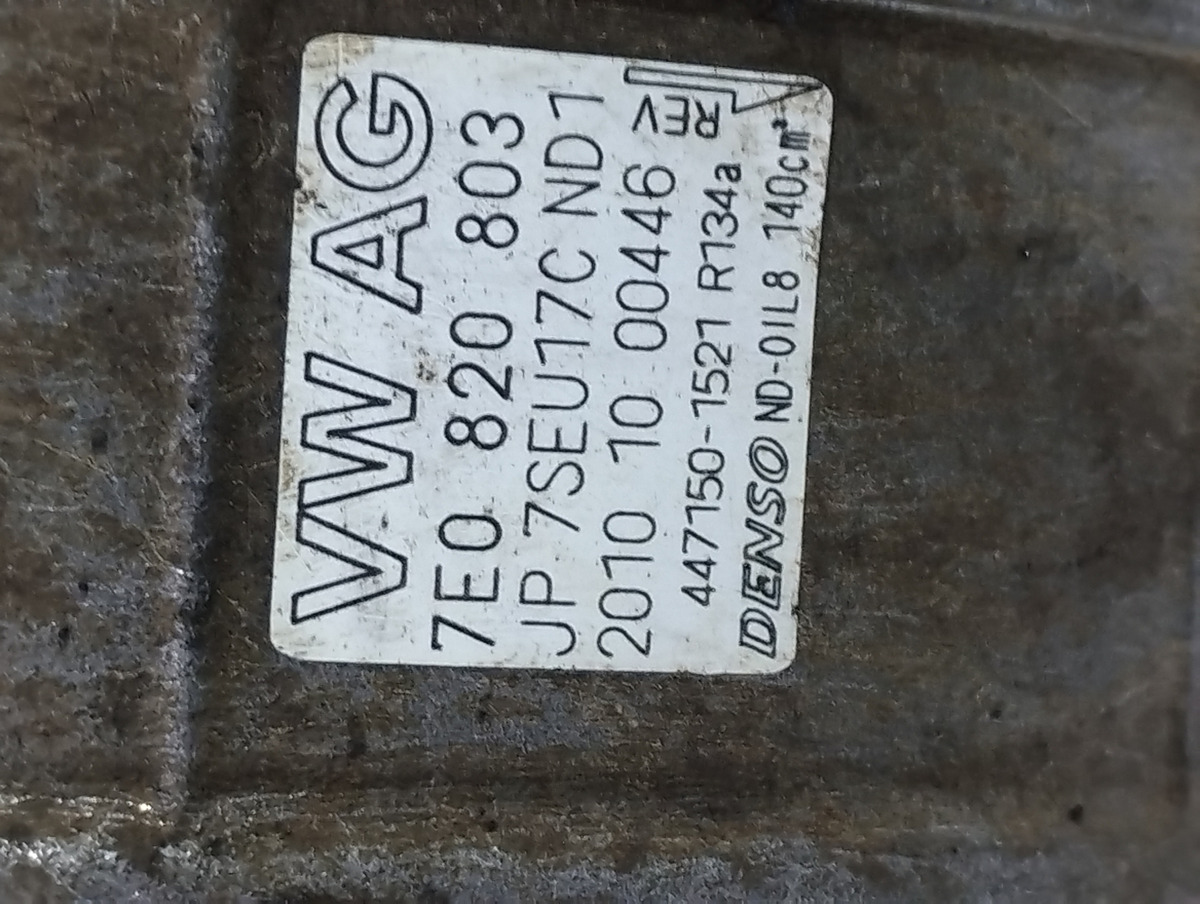 VW AG
7E0 820 803
JP 7SEU17C ND1
2010 10 00446
REV
447150-1521 R134a
DENSO ND-OIL8 140cm³